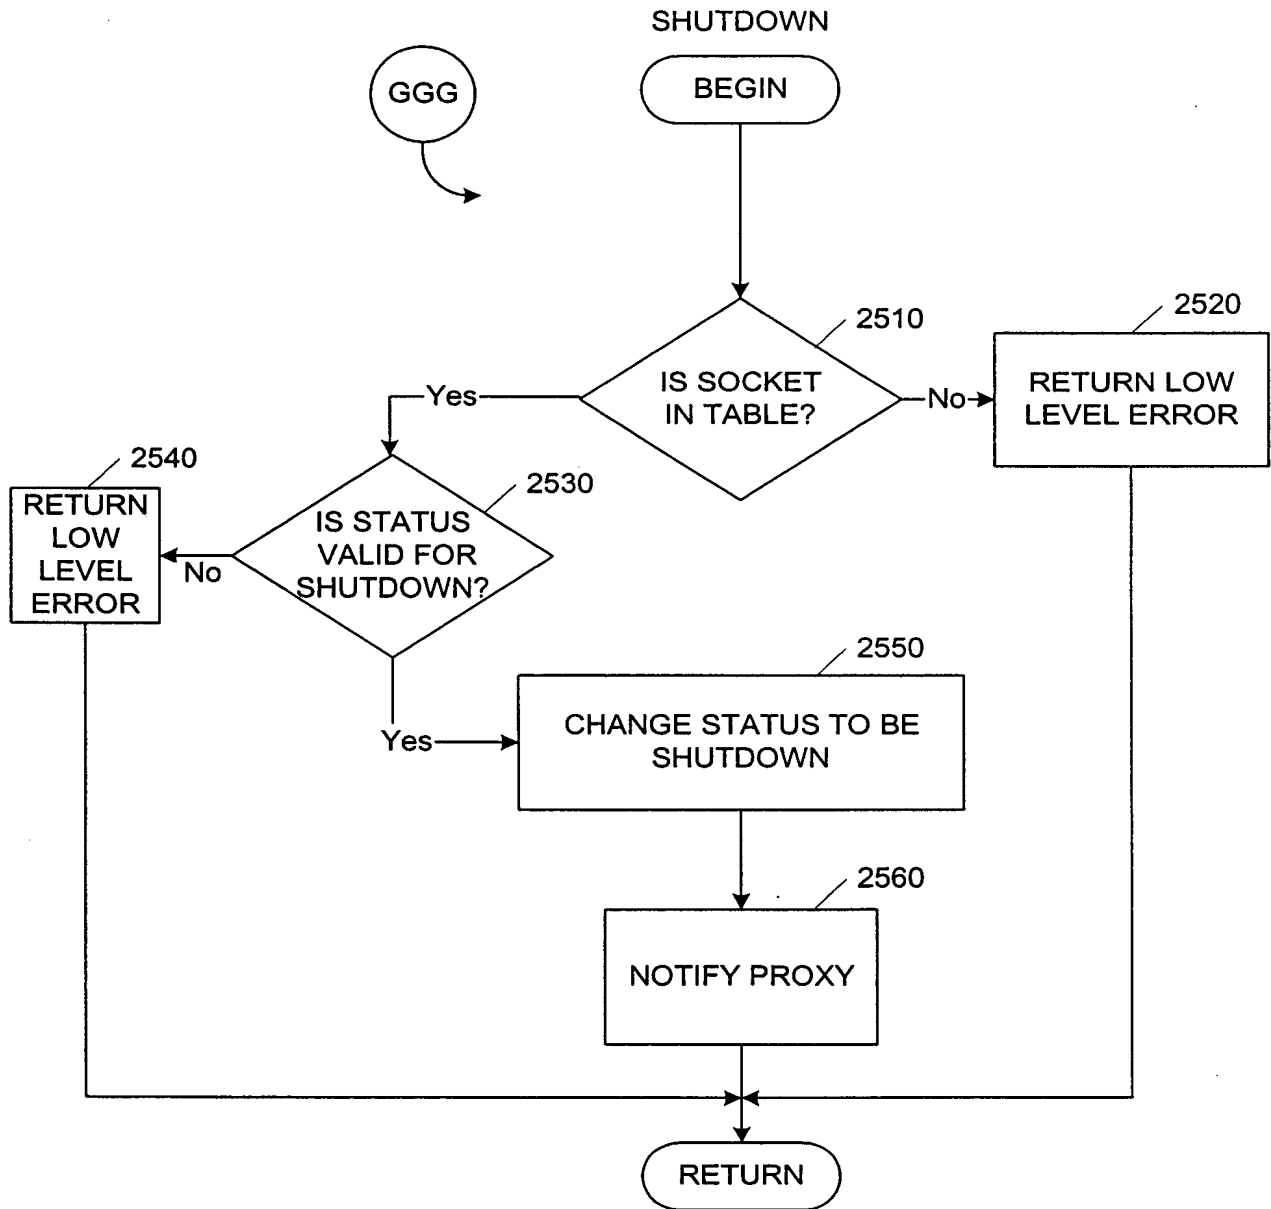 SHUTDOWN
GGG
BEGIN
2510
IS SOCKET
IN TABLE?
Yes
No
2520
RETURN LOW
LEVEL ERROR
2540
RETURN
LOW
LEVEL
ERROR
No
2530
IS STATUS
VALID FOR
SHUTDOWN?
Yes
2550
CHANGE STATUS TO BE
SHUTDOWN
2560
NOTIFY PROXY
RETURN